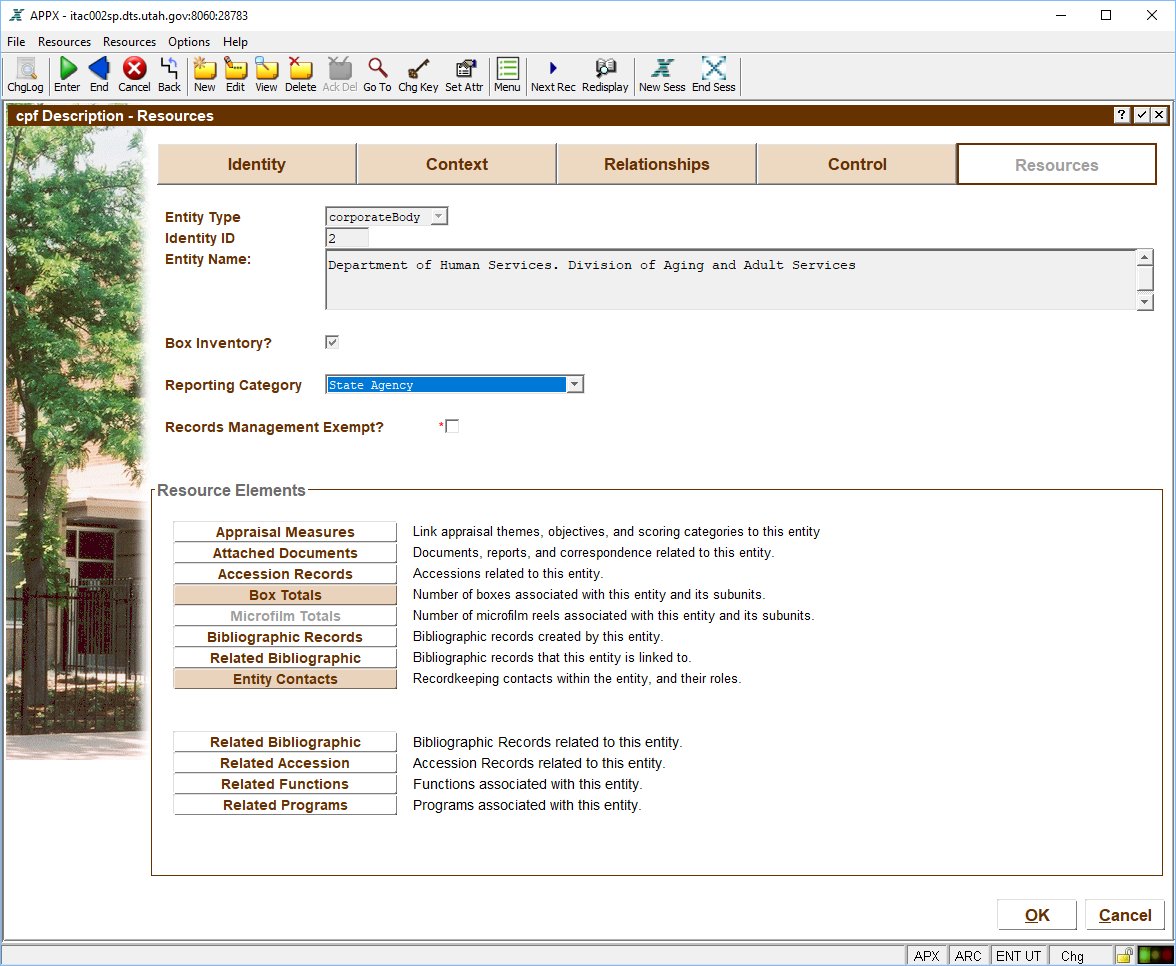 APPX - itac002sp.dts.utah.gov:8060:28783
File Resources Resources Options Help
ChgLog Enter End Cancel Back New Edit View Delete Ack Del Go To Chg Key Set Attr Menu Next Rec Redisplay New Sess End Sess
cpf Description - Resources
Identity Context Relationships Control Resources
Entity Type corporateBody
Identity ID 2
Entity Name: Department of Human Services. Division of Aging and Adult Services
Box Inventory?
Reporting Category State Agency
Records Management Exempt? *
Resource Elements
Appraisal Measures Link appraisal themes, objectives, and scoring categories to this entity
Attached Documents Documents, reports, and correspondence related to this entity.
Accession Records Accessions related to this entity.
Box Totals Number of boxes associated with this entity and its subunits.
Microfilm Totals Number of microfilm reels associated with this entity and its subunits.
Bibliographic Records Bibliographic records created by this entity.
Related Bibliographic Bibliographic records that this entity is linked to.
Entity Contacts Recordkeeping contacts within the entity, and their roles.
Related Bibliographic Bibliographic Records related to this entity.
Related Accession Accession Records related to this entity.
Related Functions Functions associated with this entity.
Related Programs Programs associated with this entity.
OK Cancel
APX ARC ENT UT Chg